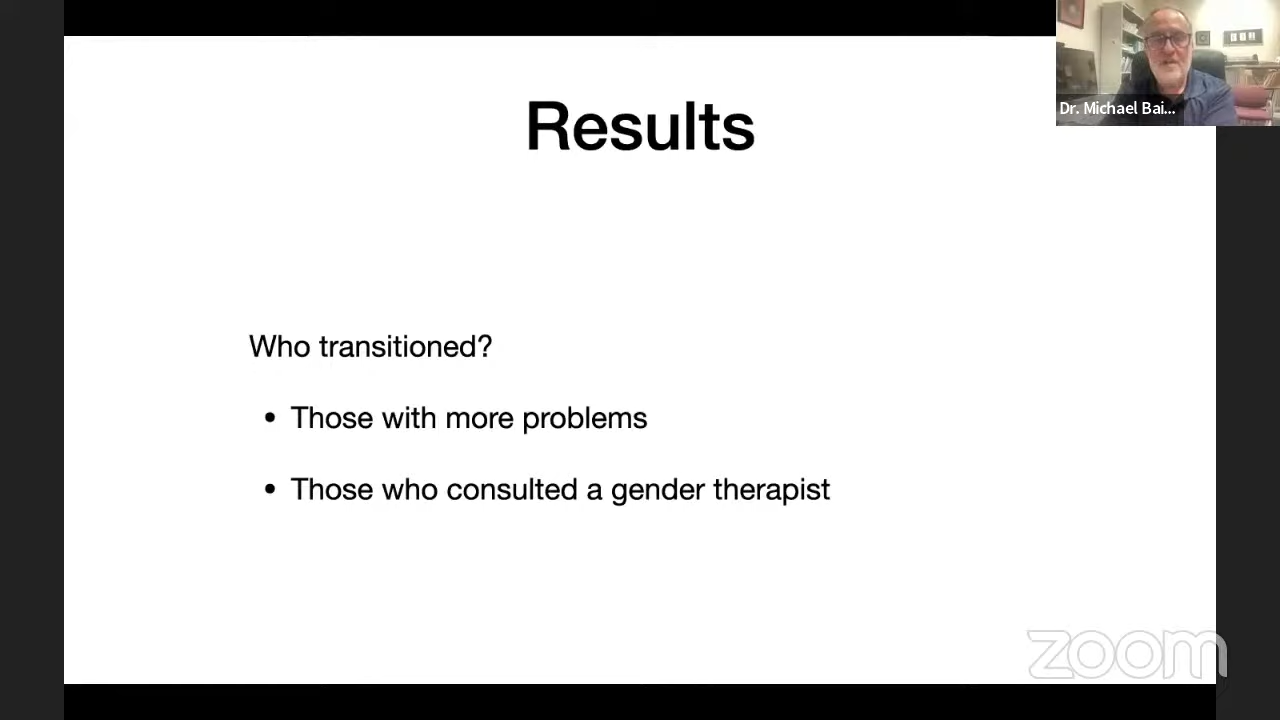 Results
Dr. Michael Bai...
Who transitioned?
• Those with more problems
• Those who consulted a gender therapist
zoom